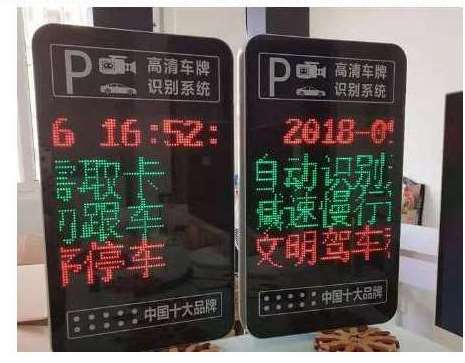 P 高清车牌
识别系统
6 16:52:
取卡
跟车
停车
中国十大品牌
P 高清车牌
识别系统
2018-0
自动识别
减速慢行
文明驾车
中国十大品牌